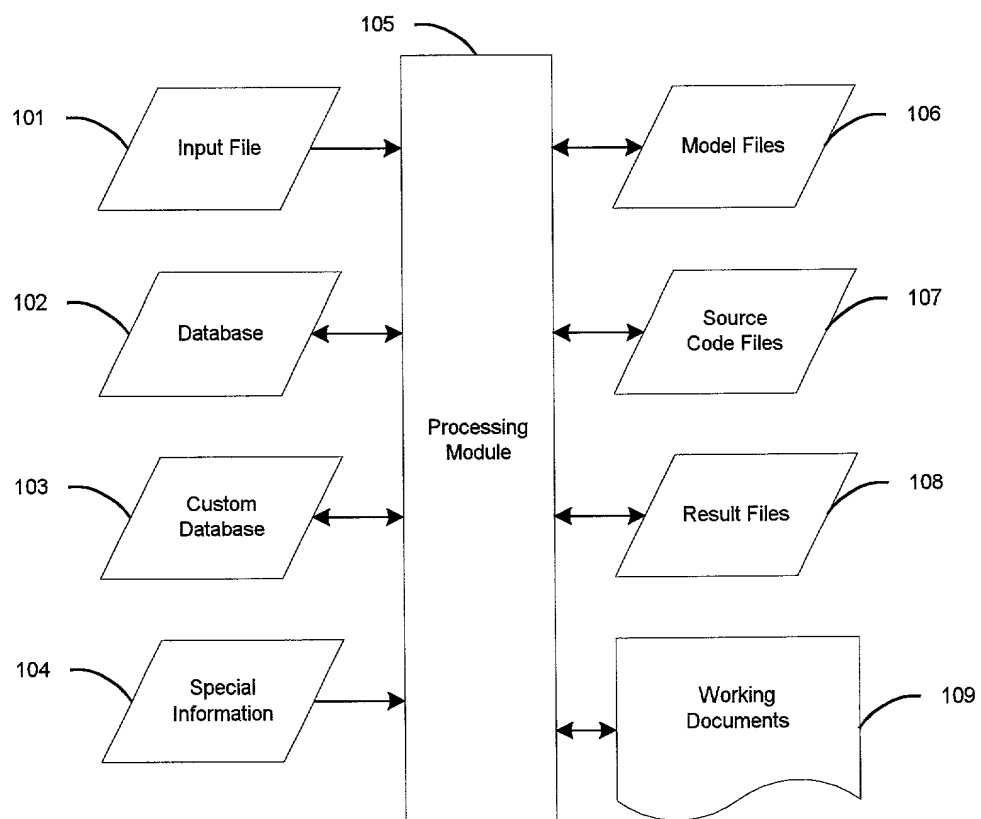 105
101
Input File
Model Files
106
102
Database
Source
Code Files
107
Processing
Module
103
Custom
Database
Result Files
108
104
Special
Information
Working
Documents
109